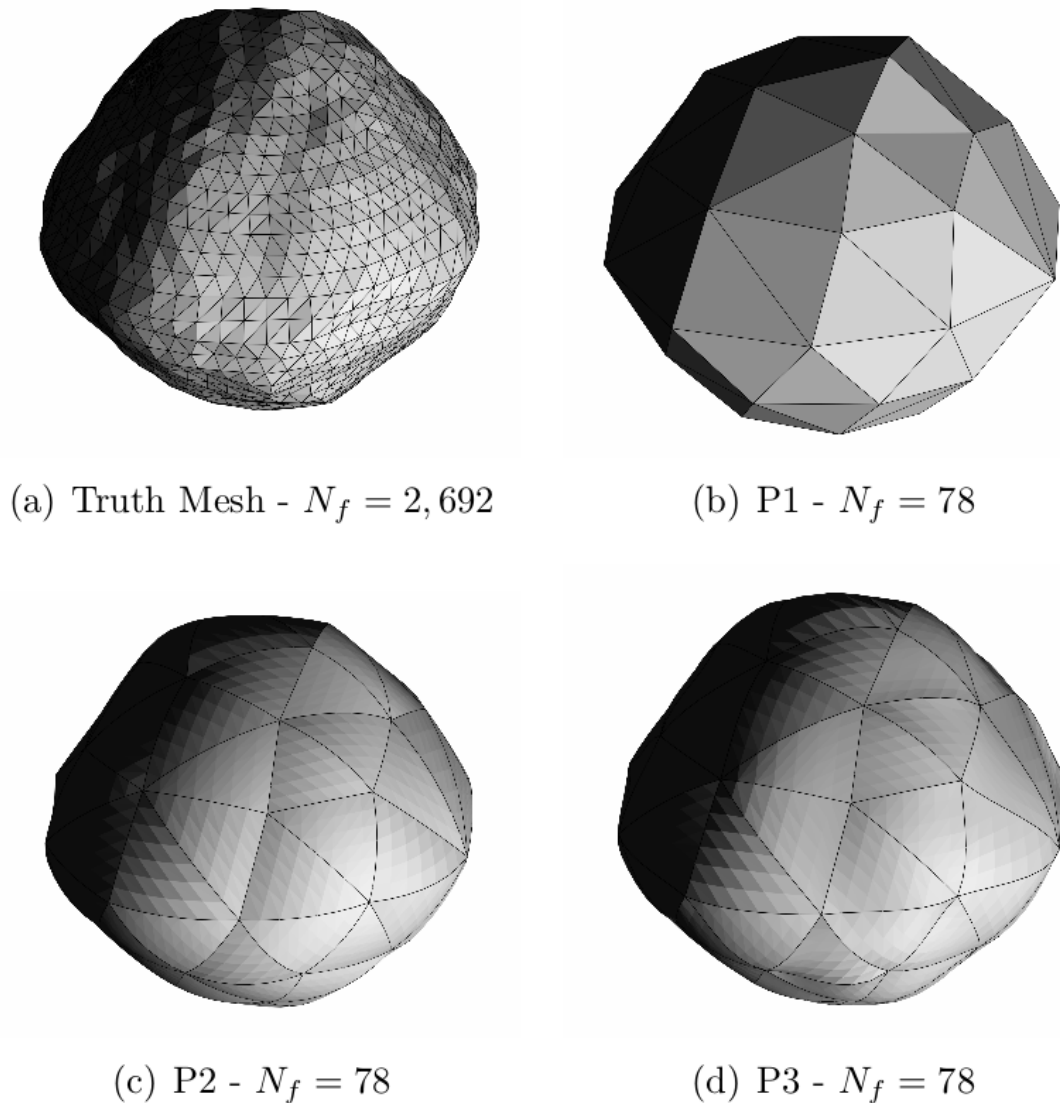 (a) Truth Mesh - N_f = 2,692
(b) P1 - N_f = 78
(c) P2 - N_f = 78
(d) P3 - N_f = 78